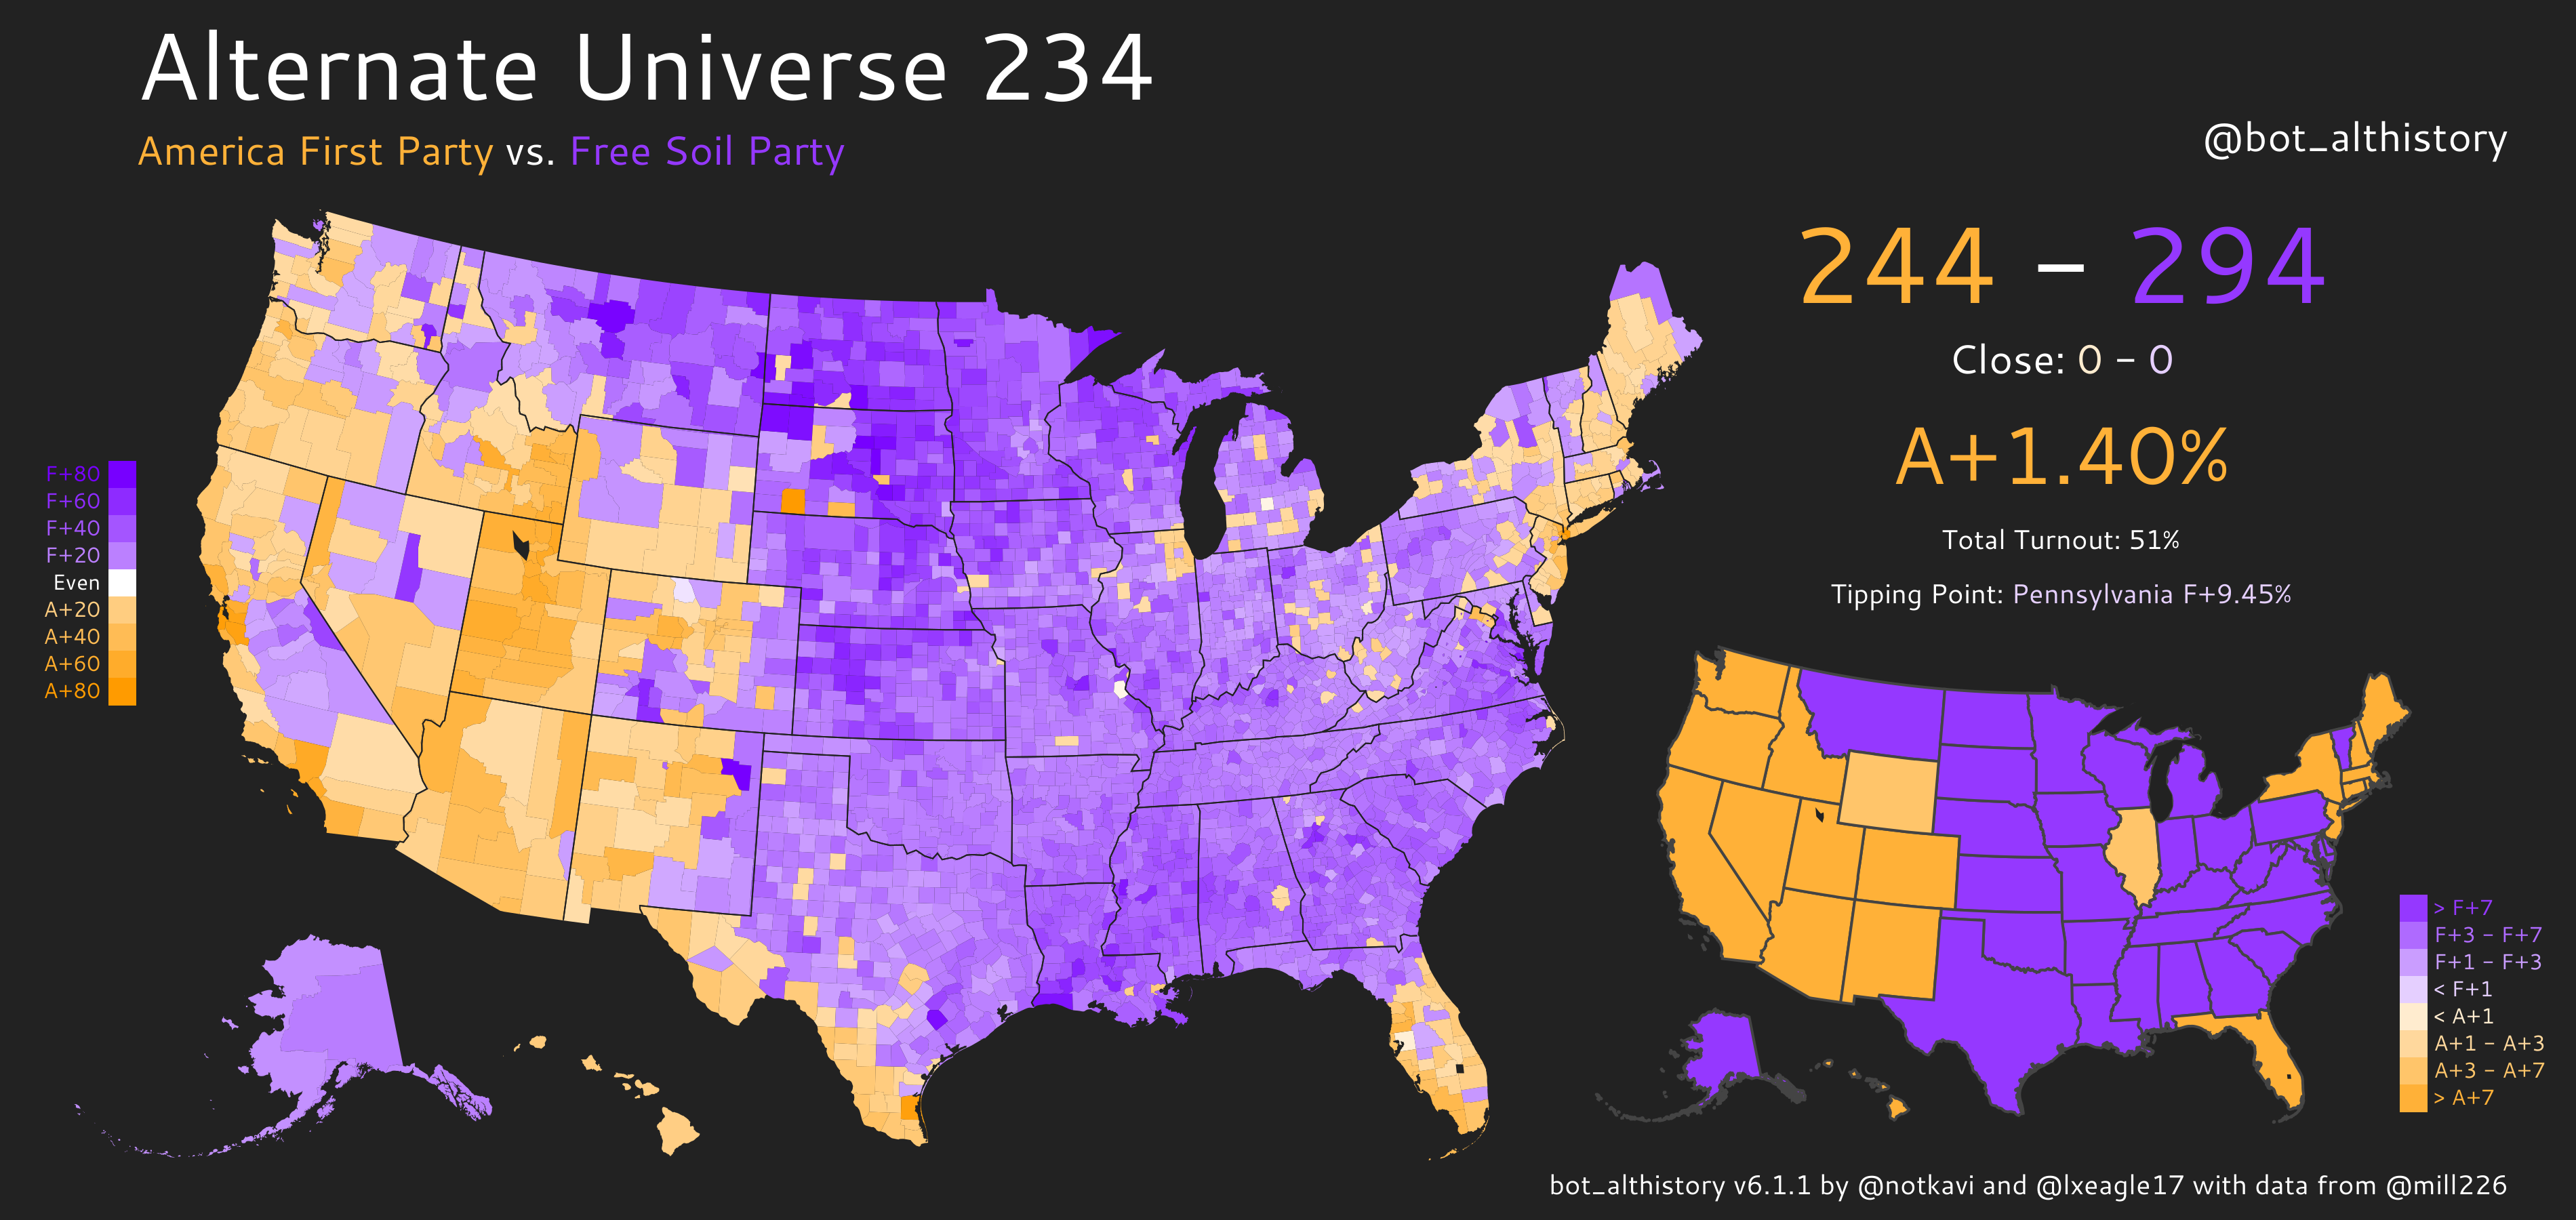 Alternate Universe 234
America First Party vs. Free Soil Party
@bot_althistory
244 – 294
Close: 0 – 0
A+1.40%
Total Turnout: 51%
Tipping Point: Pennsylvania F+9.45%
F+80
F+60
F+40
F+20
Even
A+20
A+40
A+60
A+80
> F+7
F+3 – F+7
F+1 – F+3
< F+1
< A+1
A+1 – A+3
A+3 – A+7
> A+7
bot_althistory v6.1.1 by @notkavi and @lxeagle17 with data from @mill226